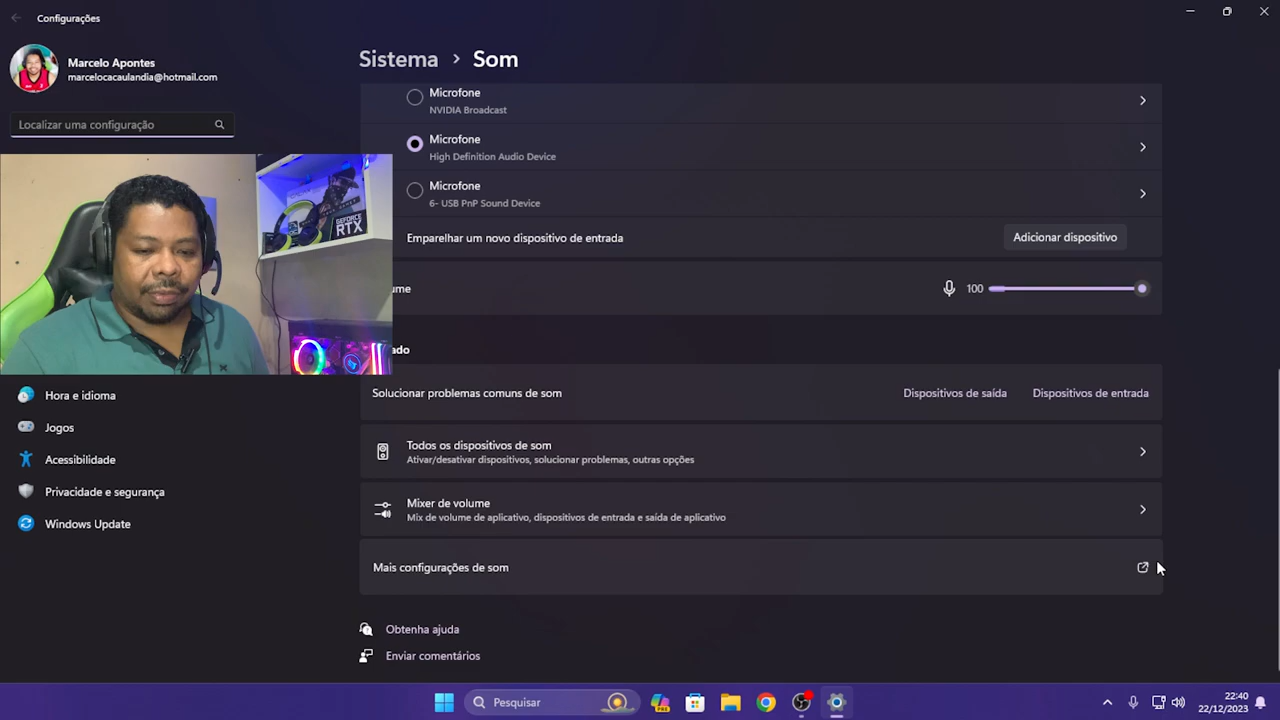 Configurações
Marcelo Apontes
marcelocacaulandia@hotmail.com
Localizar uma configuração
Sistema > Som
Microfone
NVIDIA Broadcast
Microfone
High Definition Audio Device
Microfone
6- USB PnP Sound Device
Emparelhar um novo dispositivo de entrada
Adicionar dispositivo
ume
100
ado
Solucionar problemas comuns de som
Dispositivos de saída
Dispositivos de entrada
Todos os dispositivos de som
Ativar/desativar dispositivos, solucionar problemas, outras opções
Mixer de volume
Mix de volume de aplicativo, dispositivos de entrada e saída de aplicativo
Mais configurações de som
Obtenha ajuda
Enviar comentários
GEFORCE
RTX
Hora e idioma
Jogos
Acessibilidade
Privacidade e segurança
Windows Update
Pesquisar
PRE
22:40
22/12/2023